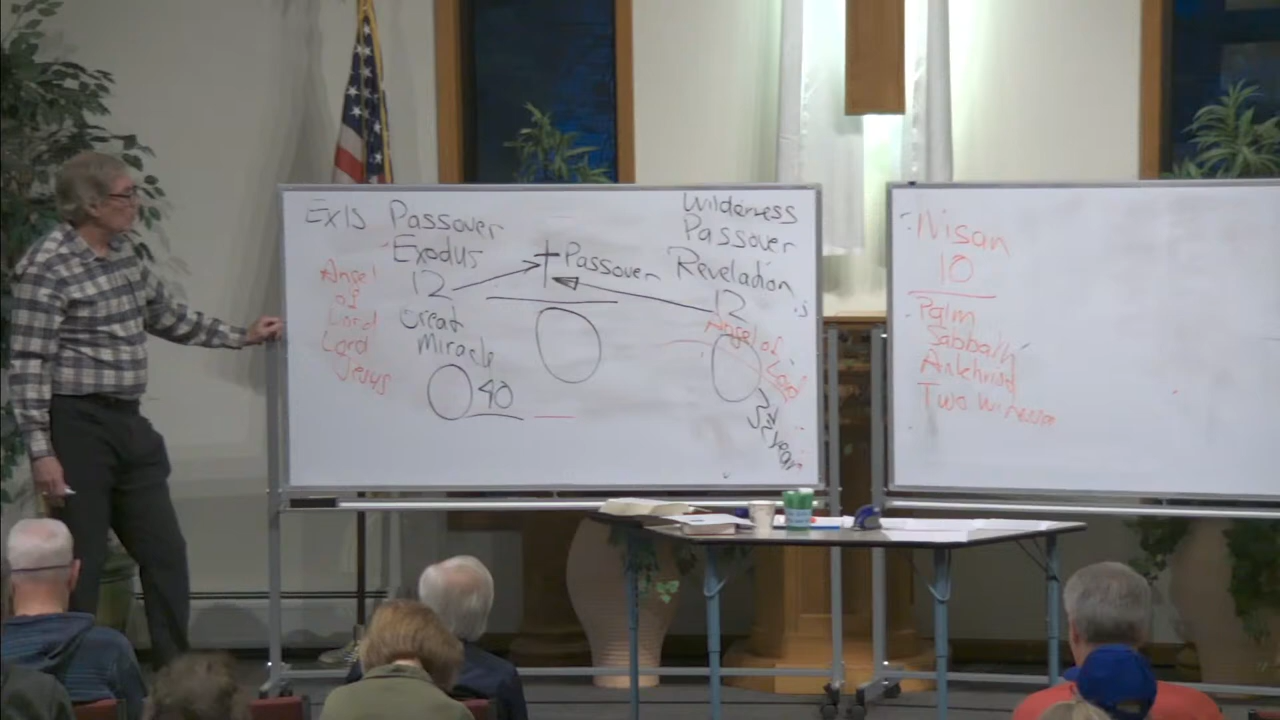 Ex 15 Passover
Exodus
12
Great
Miracle
40
Angel
of
Lord
Lord
Jesus
Passover
Wilderness
Passover
Revelation
12
Angel of
Lord
Nisan
10
Palm
Sabbath
Antichrist
Two Witnesses